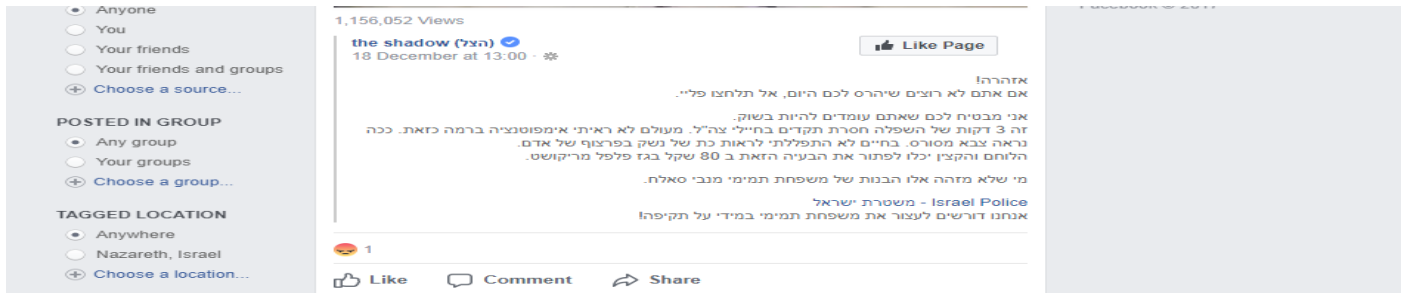 Anyone
You
Your friends
Your friends and groups
Choose a source...
POSTED IN GROUP
Any group
Your groups
Choose a group...
TAGGED LOCATION
Anywhere
Nazareth, Israel
Choose a location...
1,156,052 Views
the shadow (הצל)
Like Page
18 December at 13:00 ·
אזהרה!
אם אתם לא רוצים שיהרס לכם היום, אל תלחצו פליי.
אני מבטיח לכם שאתם עומדים להיות בשוק.
זה 3 דקות של השפלה חסרת תקדים בחיילי צה"ל. מעולם לא ראיתי אימפוטנציה ברמה כזאת. ככה
נראה צבא מסורס. בחיים לא התפללתי לראות כת של נשק בפרצוף של אדם.
הלוחם והקצין יכלו לפתור את הבעיה הזאת ב 80 שקל בגז פלפל מריקושט.
מי שלא מזהה אלו הבנות של משפחת תמימי מנבי סאלח.
Israel Police - משטרת ישראל
אנחנו דורשים לעצור את משפחת תמימי במידי על תקיפה!
1
Like
Comment
Share
Facebook © 2017